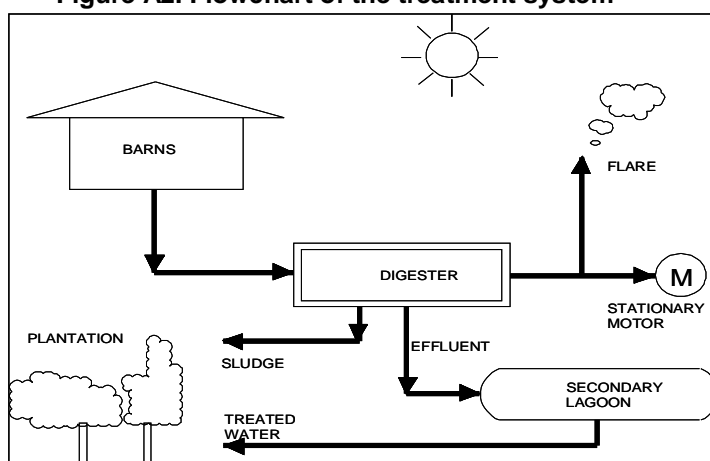 Figure A2. Flowchart of the treatment system
BARNS
FLARE
DIGESTER
M
STATIONARY
MOTOR
PLANTATION
SLUDGE
EFFLUENT
SECONDARY
LAGOON
TREATED
WATER